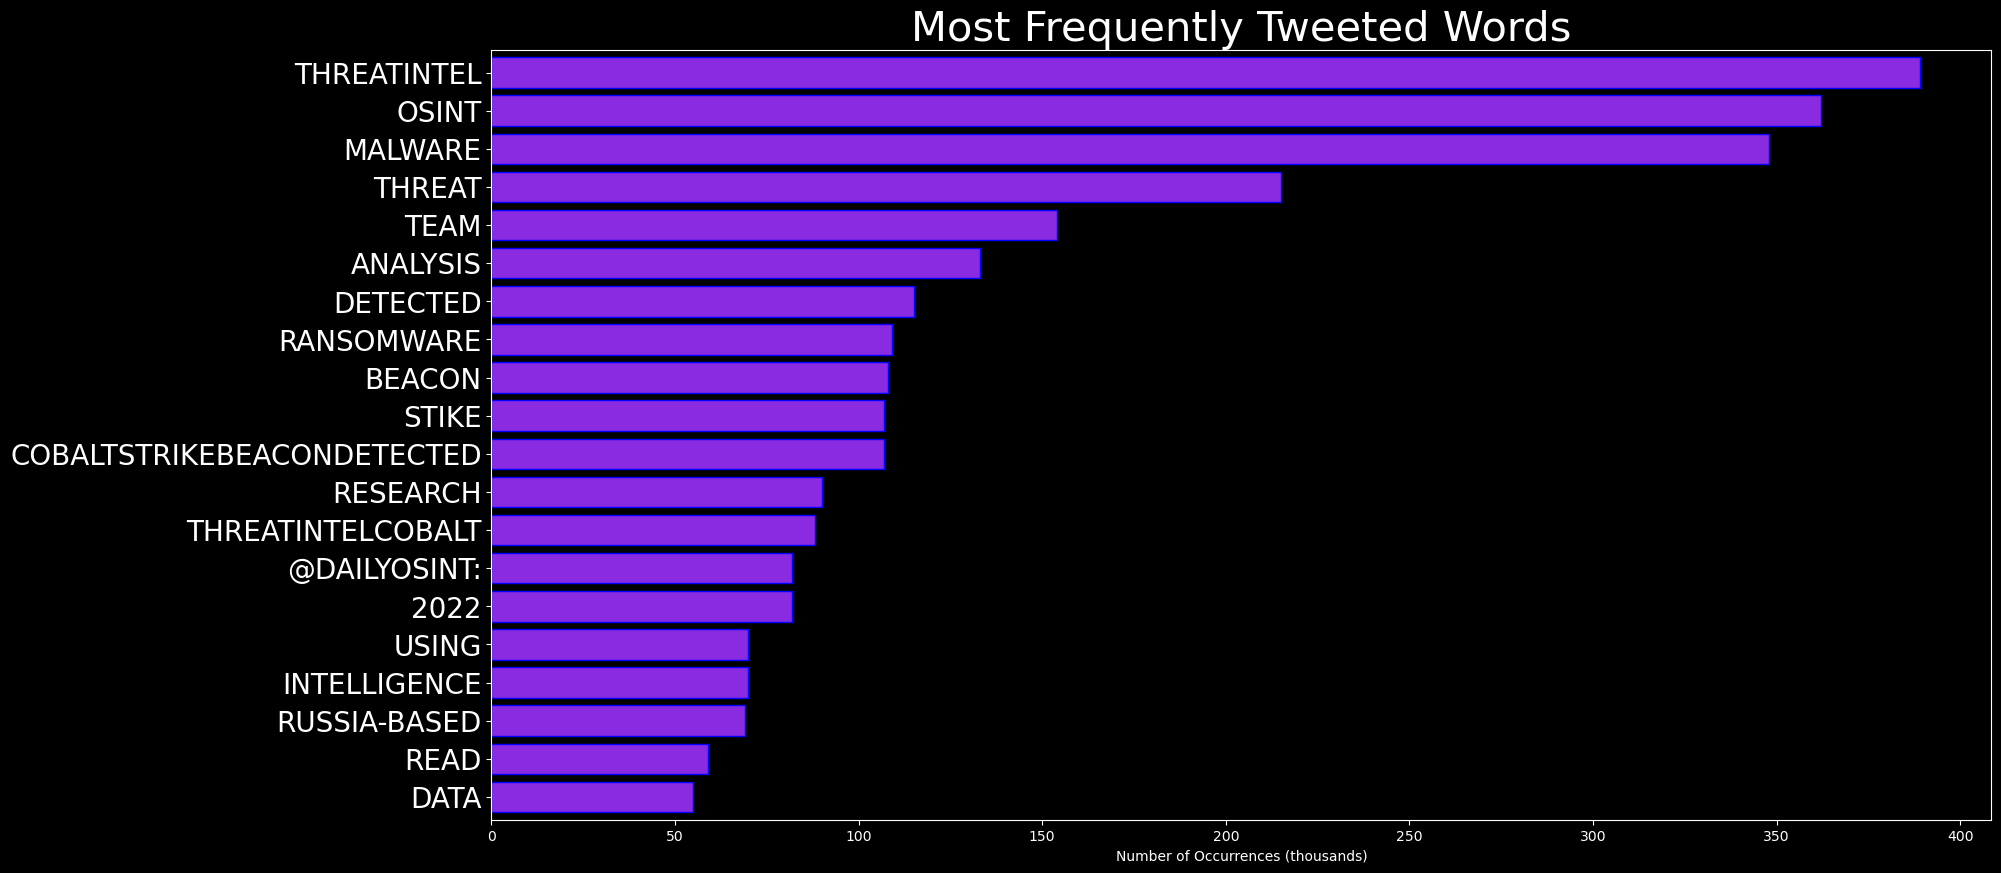 Most Frequently Tweeted Words
THREATINTEL
OSINT
MALWARE
THREAT
TEAM
ANALYSIS
DETECTED
RANSOMWARE
BEACON
STIKE
COBALTSTRIKEBEACONDETECTED
RESEARCH
THREATINTELCOBALT
@DAILYOSINT:
2022
USING
INTELLIGENCE
RUSSIA-BASED
READ
DATA
0 50 100 150 200 250 300 350 400
Number of Occurrences (thousands)